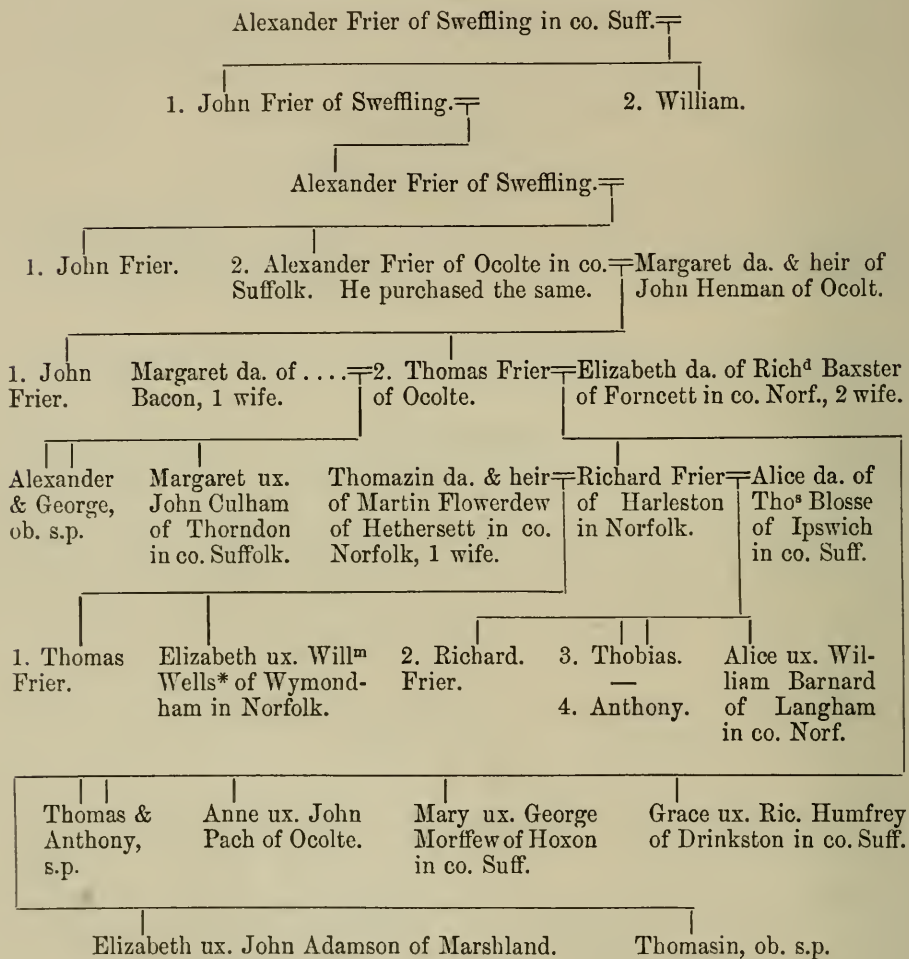 Alexander Frier of Sweffling in co. Suff.
1. John Frier of Sweffling.
2. William.
Alexander Frier of Sweffling.
1. John Frier.
2. Alexander Frier of Ocolte in co.
Suffolk. He purchased the same.
Margaret da. & heir of
John Henman of Ocolt.
1. John
Frier.
Margaret da. of ....
Bacon, 1 wife.
2. Thomas Frier
of Ocolte.
Elizabeth da. of Richᵈ Baxster
of Forncett in co. Norf., 2 wife.
Alexander
& George,
ob. s.p.
Margaret ux.
John Culham
of Thorndon
in co. Suffolk.
Thomazin da. & heir
of Martin Flowerdew
of Hethersett in co.
Norfolk, 1 wife.
Richard Frier
of Harleston
in Norfolk.
Alice da. of
Thoˢ Blosse
of Ipswich
in co. Suff.
1. Thomas
Frier.
Elizabeth ux. Willᵐ
Wells* of Wymond-
ham in Norfolk.
2. Richard.
Frier.
3. Thobias.
—
4. Anthony.
Alice ux. Wil-
liam Barnard
of Langham
in co. Norf.
Thomas &
Anthony,
s.p.
Anne ux. John
Pach of Ocolte.
Mary ux. George
Morffew of Hoxon
in co. Suff.
Grace ux. Ric. Humfrey
of Drinkston in co. Suff.
Elizabeth ux. John Adamson of Marshland.
Thomasin, ob. s.p.